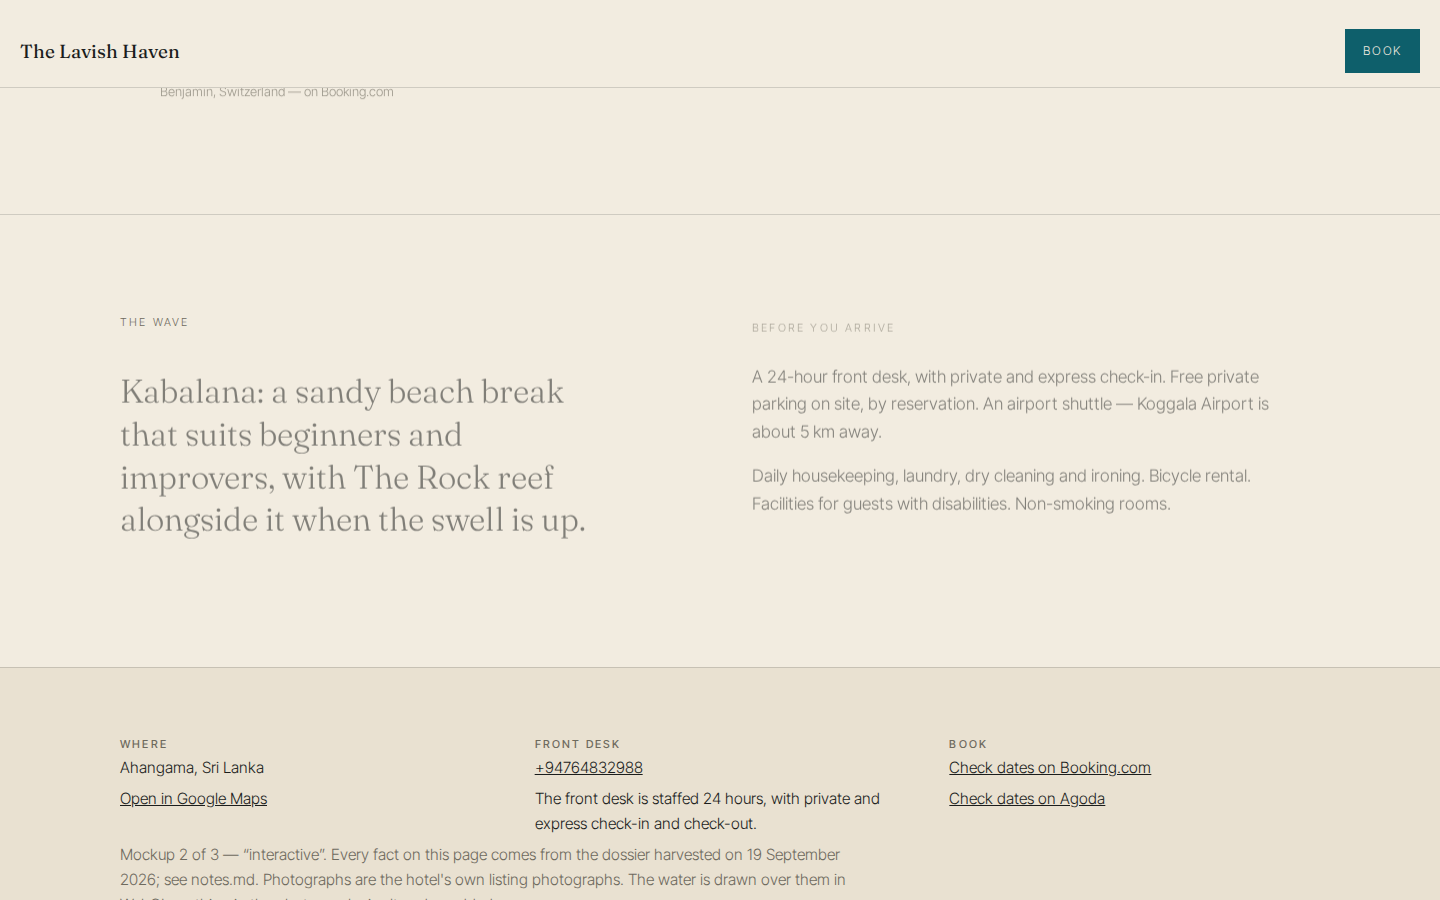 The Lavish Haven
BOOK
Benjamin, Switzerland — on Booking.com
THE WAVE
Kabalana: a sandy beach break
that suits beginners and
improvers, with The Rock reef
alongside it when the swell is up.
BEFORE YOU ARRIVE
A 24-hour front desk, with private and express check-in. Free private
parking on site, by reservation. An airport shuttle — Koggala Airport is
about 5 km away.
Daily housekeeping, laundry, dry cleaning and ironing. Bicycle rental.
Facilities for guests with disabilities. Non-smoking rooms.
WHERE
Ahangama, Sri Lanka
Open in Google Maps
FRONT DESK
+94764832988
The front desk is staffed 24 hours, with private and
express check-in and check-out.
BOOK
Check dates on Booking.com
Check dates on Agoda
Mockup 2 of 3 — “interactive”. Every fact on this page comes from the dossier harvested on 19 September
2026; see notes.md. Photographs are the hotel's own listing photographs. The water is drawn over them in